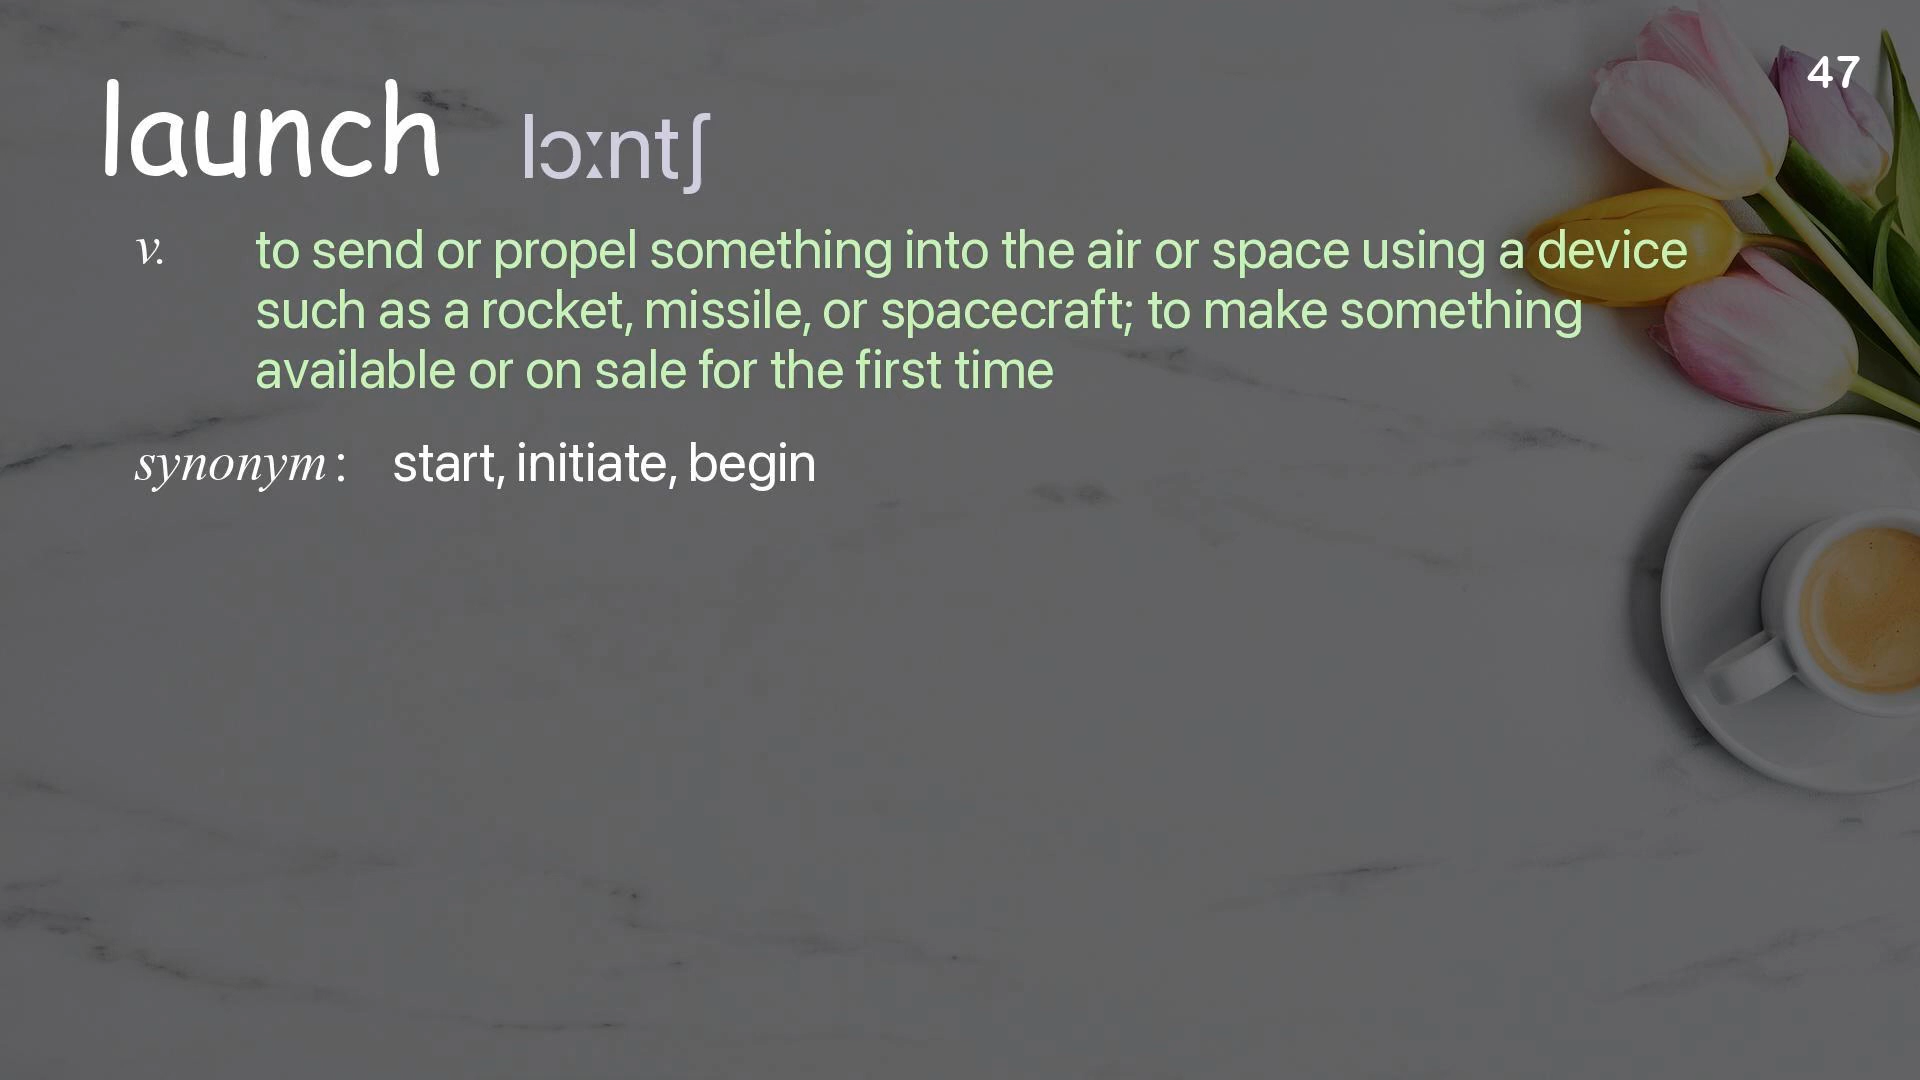 47
launch lɔːntʃ
v. to send or propel something into the air or space using a device
such as a rocket, missile, or spacecraft; to make something
available or on sale for the first time
synonym : start, initiate, begin